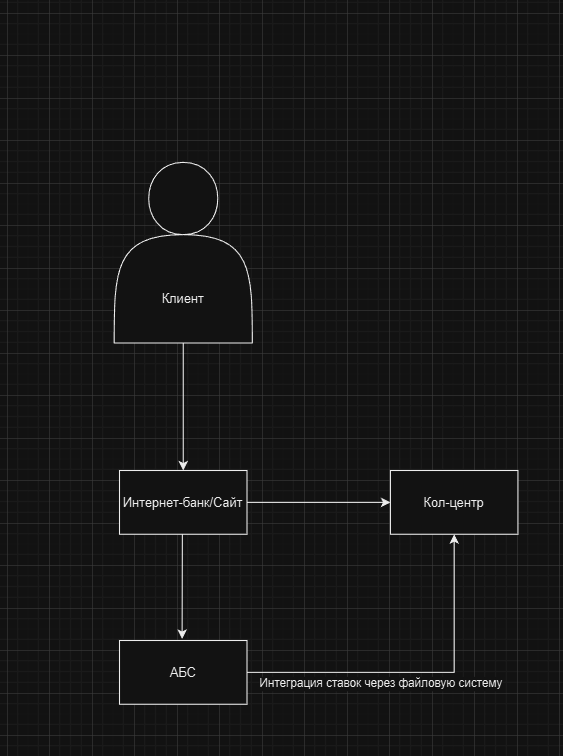 Клиент
Интернет-банк/Сайт
Кол-центр
АБС
Интеграция ставок через файловую систему